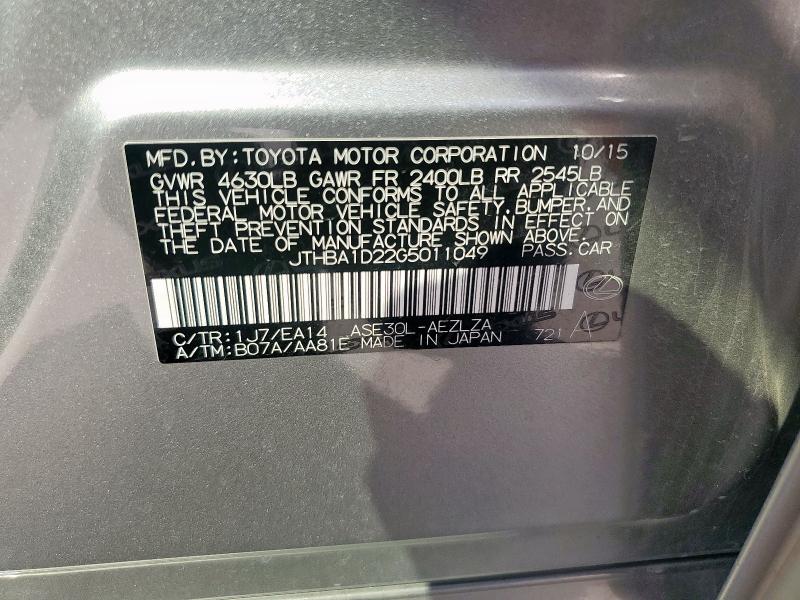 MFD. BY: TOYOTA MOTOR CORPORATION 10/15
GVWR 4630LB GAWR FR 2400LB RR 2545LB
THIS VEHICLE CONFORMS TO ALL APPLICABLE
FEDERAL MOTOR VEHICLE SAFETY, BUMPER, AND
THEFT PREVENTION STANDARDS IN EFFECT ON
THE DATE OF MANUFACTURE SHOWN ABOVE.
JTHBA1D22G5011049 PASS. CAR
C/TR: 1J7/EA14 ASE30L-AEZLZA
A/TM: B07A/AA81E MADE IN JAPAN 721